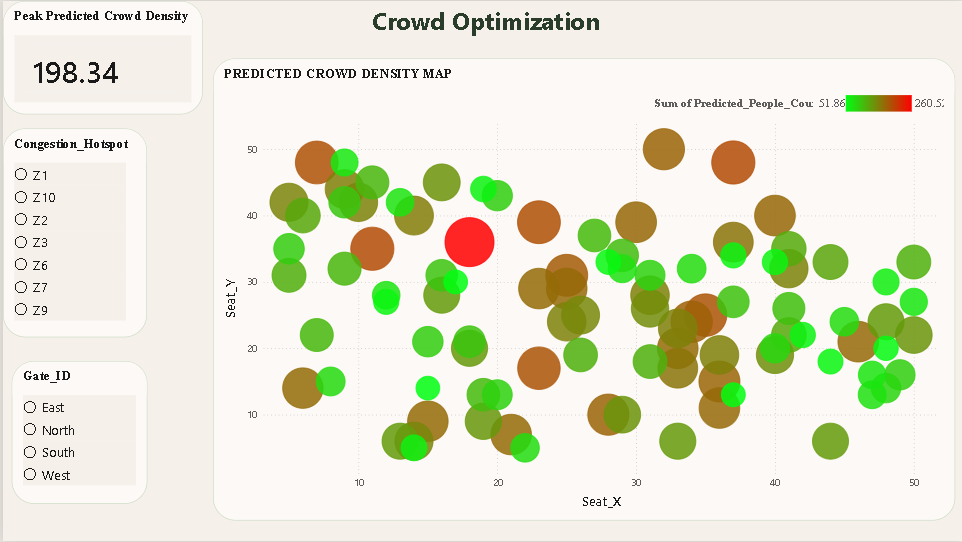 Peak Predicted Crowd Density
198.34
Crowd Optimization
Congestion_Hotspot
Z1
Z10
Z2
Z3
Z6
Z7
Z9
Gate_ID
East
North
South
West
PREDICTED CROWD DENSITY MAP
Sum of Predicted_People_Cou 51.86 260.52
50
40
30
20
10
Seat_Y
10 20 30 40 50
Seat_X